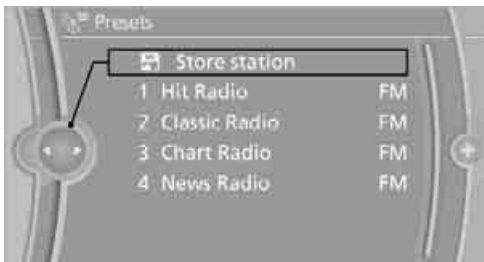 Presets
Store station
1 Hit Radio FM
2 Classic Radio FM
3 Chart Radio FM
4 News Radio FM